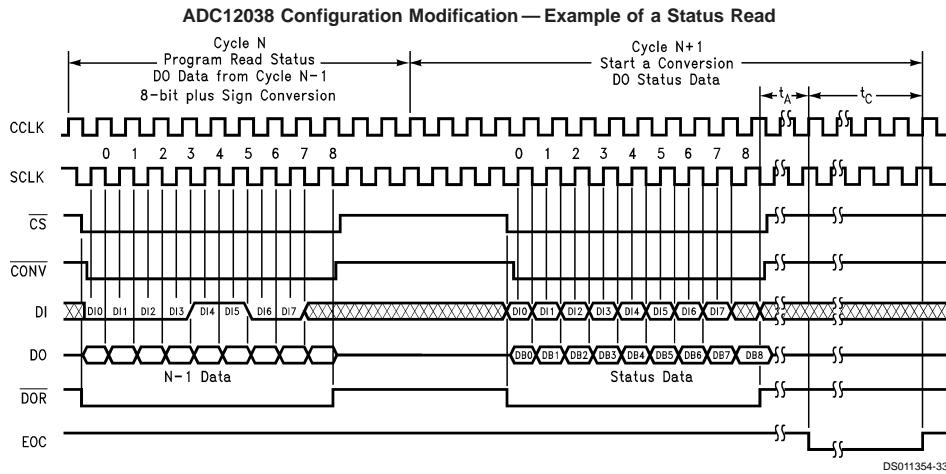 ADC12038 Configuration Modification — Example of a Status Read
Cycle N
Program Read Status
DO Data from Cycle N-1
8-bit plus Sign Conversion
Cycle N+1
Start a Conversion
DO Status Data
tA
tC
CCLK
0 1 2 3 4 5 6 7 8
0 1 2 3 4 5 6 7 8
SCLK
CS
CONV
DI
DI0 DI1 DI2 DI3 DI4 DI5 DI6 DI7
DI0 DI1 DI2 DI3 DI4 DI5 DI6 DI7
DO
DB0 DB1 DB2 DB3 DB4 DB5 DB6 DB7 DB8
N-1 Data
Status Data
DOR
EOC
DS011354-33